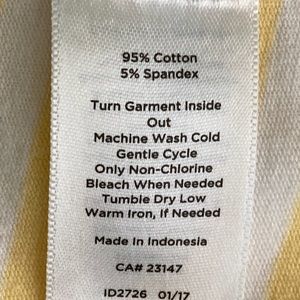 95% Cotton
5% Spandex
Turn Garment Inside
Out
Machine Wash Cold
Gentle Cycle
Only Non-Chlorine
Bleach When Needed
Tumble Dry Low
Warm Iron, If Needed
Made In Indonesia
CA# 23147
ID2726 01/17